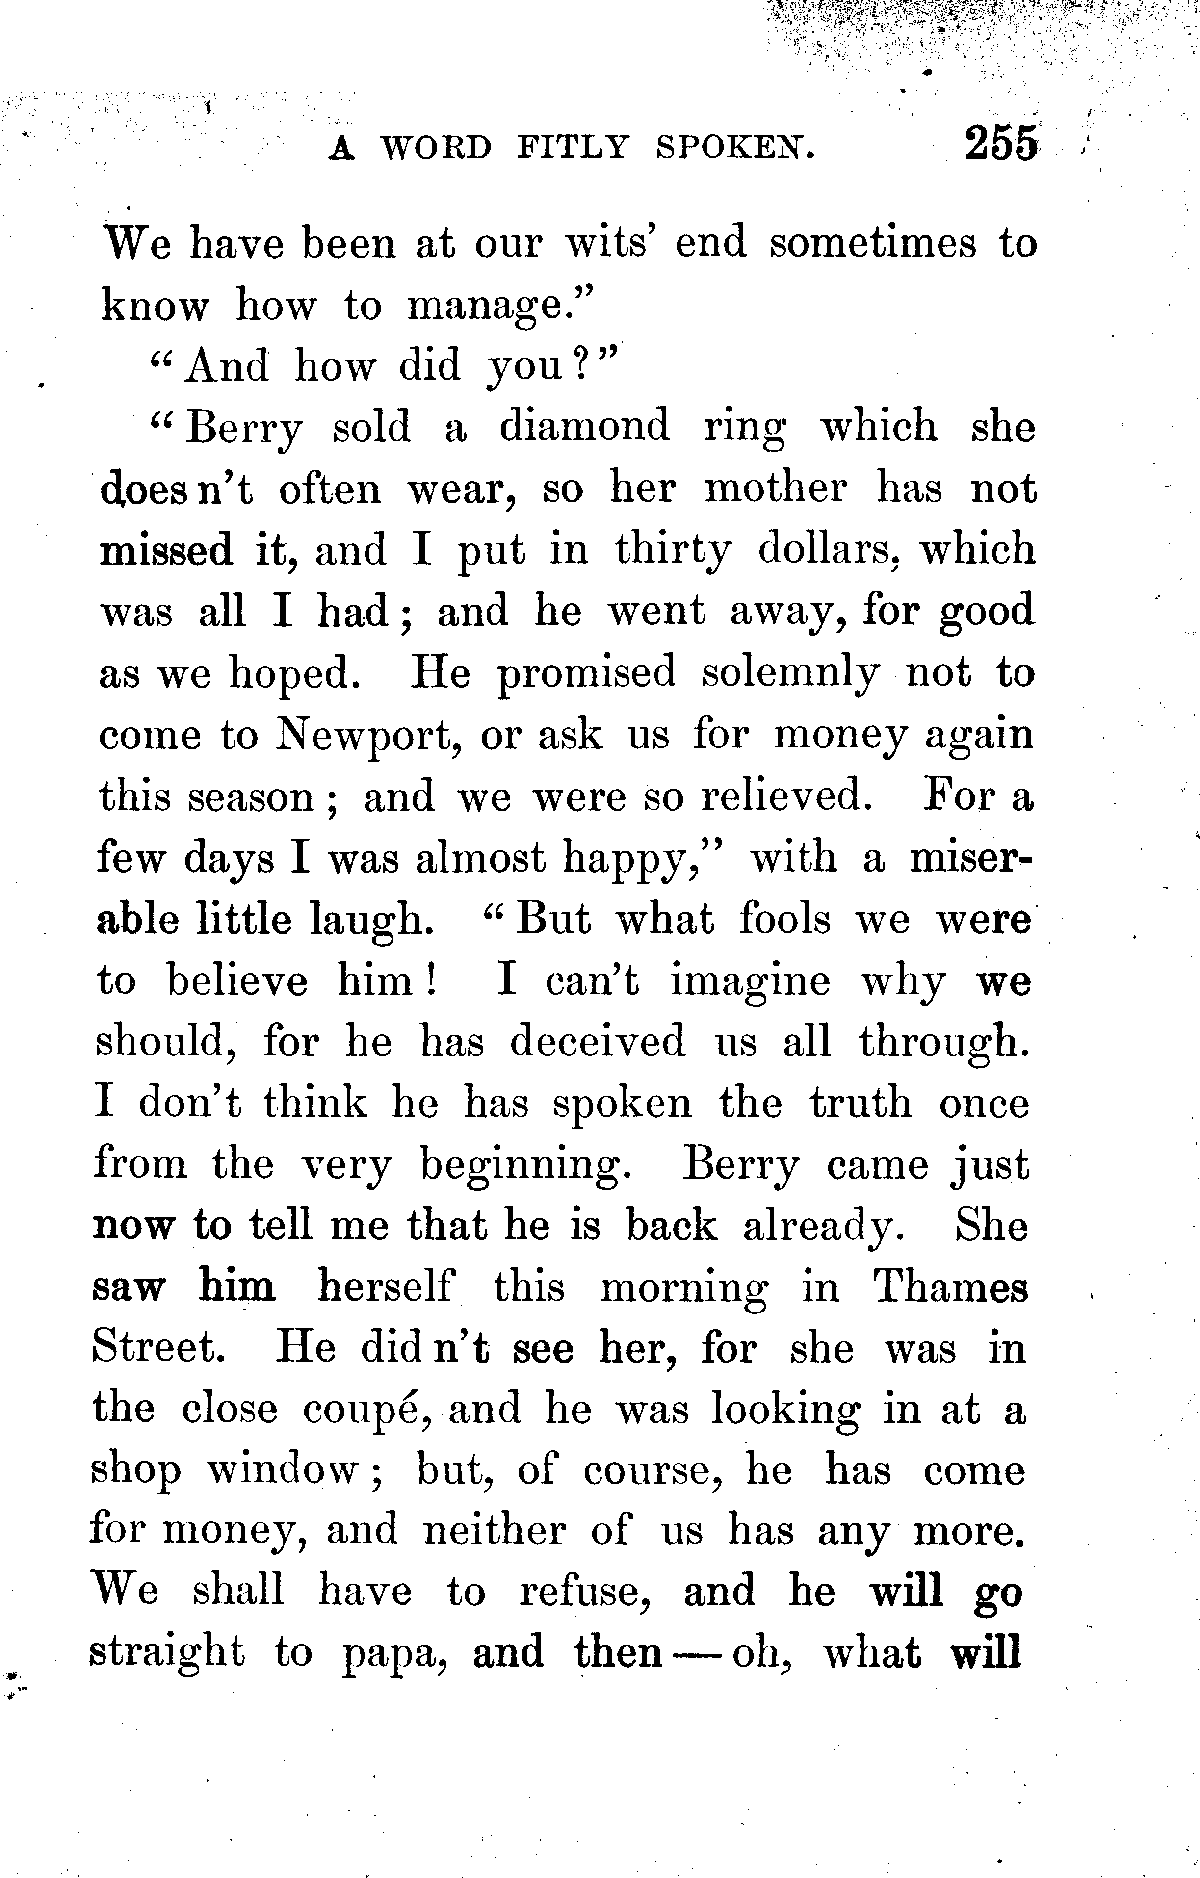 A WORD FITLY SPOKEN. 255
We have been at our wits' end sometimes to
know how to manage."
"And how did you?"
"Berry sold a diamond ring which she
does n't often wear, so her mother has not
missed it, and I put in thirty dollars, which
was all I had; and he went away, for good
as we hoped. He promised solemnly not to
come to Newport, or ask us for money again
this season; and we were so relieved. For a
few days I was almost happy," with a miser-
able little laugh. "But what fools we were
to believe him! I can't imagine why we
should, for he has deceived us all through.
I don't think he has spoken the truth once
from the very beginning. Berry came just
now to tell me that he is back already. She
saw him herself this morning in Thames
Street. He did n't see her, for she was in
the close coupé, and he was looking in at a
shop window; but, of course, he has come
for money, and neither of us has any more.
We shall have to refuse, and he will go
straight to papa, and then—oh, what will